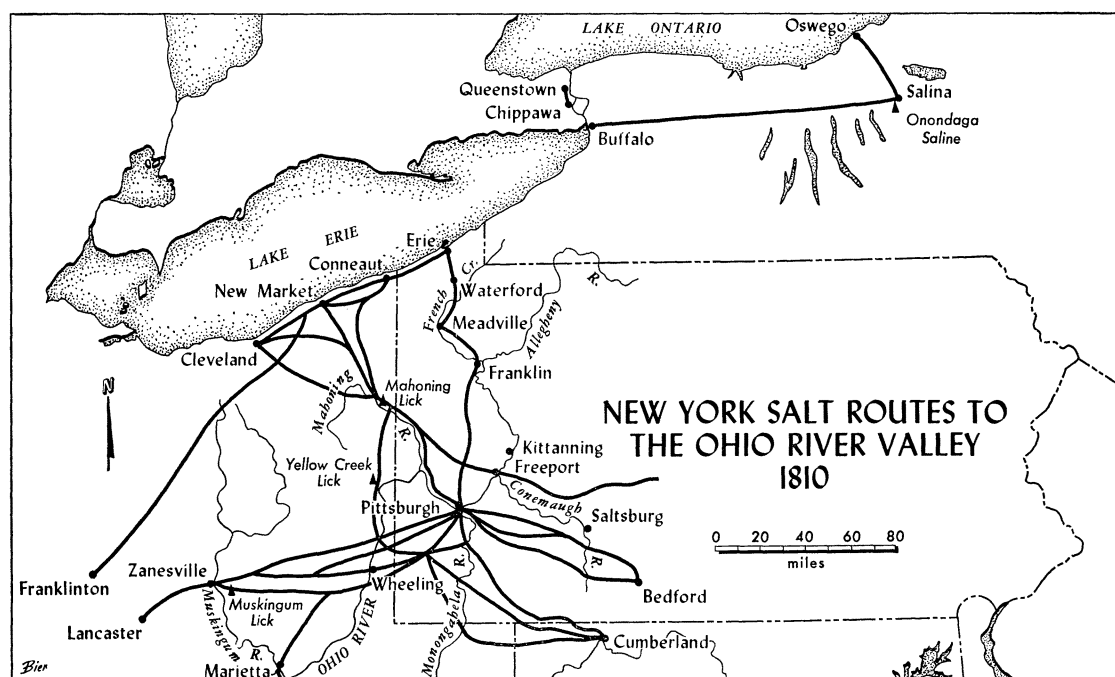 LAKE ONTARIO
Oswego
Queenstown
Chippawa
Salina
Onondaga
Saline
Buffalo
LAKE ERIE
Erie
Conneaut
New Market
Cleveland
French Cr.
Waterford
Meadville
Allegheny R.
Franklin
N
Mahoning R.
Mahoning
Lick
NEW YORK SALT ROUTES TO
THE OHIO RIVER VALLEY
1810
Kittanning
Freeport
Yellow Creek
Lick
Conemaugh R.
Pittsburgh
Saltsburg
0 20 40 60 80
miles
Franklinton
Zanesville
Wheeling
Bedford
Muskingum
Lick
Lancaster
Muskingum R.
OHIO RIVER
Monongahela R.
Cumberland
Marietta
Bier